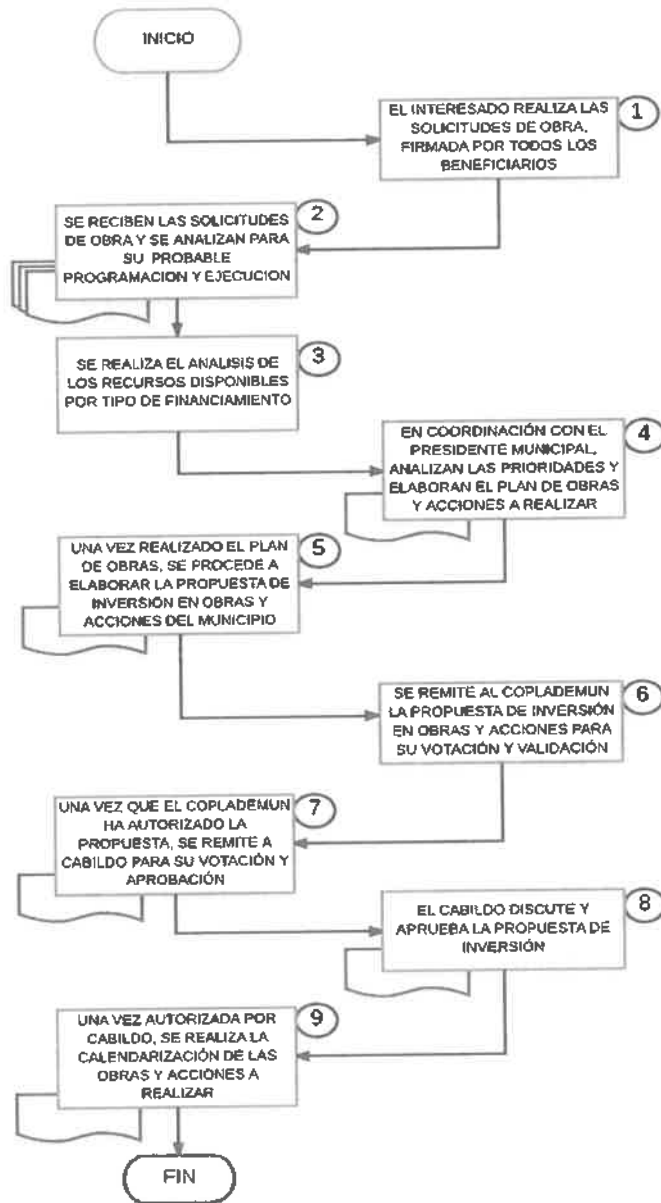 INICIO
1
EL INTERESADO REALIZA LAS
SOLICITUDES DE OBRA,
FIRMADA POR TODOS LOS
BENEFICIARIOS
2
SE RECIBEN LAS SOLICITUDES
DE OBRA Y SE ANALIZAN PARA
SU PROBABLE
PROGRAMACION Y EJECUCION
3
SE REALIZA EL ANALISIS DE
LOS RECURSOS DISPONIBLES
POR TIPO DE FINANCIAMIENTO
4
EN COORDINACIÓN CON EL
PRESIDENTE MUNICIPAL,
ANALIZAN LAS PRIORIDADES Y
ELABORAN EL PLAN DE OBRAS
Y ACCIONES A REALIZAR
5
UNA VEZ REALIZADO EL PLAN
DE OBRAS, SE PROCEDE A
ELABORAR LA PROPUESTA DE
INVERSIÓN EN OBRAS Y
ACCIONES DEL MUNICIPIO
6
SE REMITE AL COPLADEMUN
LA PROPUESTA DE INVERSIÓN
EN OBRAS Y ACCIONES PARA
SU VOTACIÓN Y VALIDACIÓN
7
UNA VEZ QUE EL COPLADEMUN
HA AUTORIZADO LA
PROPUESTA, SE REMITE A
CABILDO PARA SU VOTACIÓN Y
APROBACIÓN
8
EL CABILDO DISCUTE Y
APRUEBA LA PROPUESTA DE
INVERSIÓN
9
UNA VEZ AUTORIZADA POR
CABILDO, SE REALIZA LA
CALENDARIZACIÓN DE LAS
OBRAS Y ACCIONES A
REALIZAR
FIN